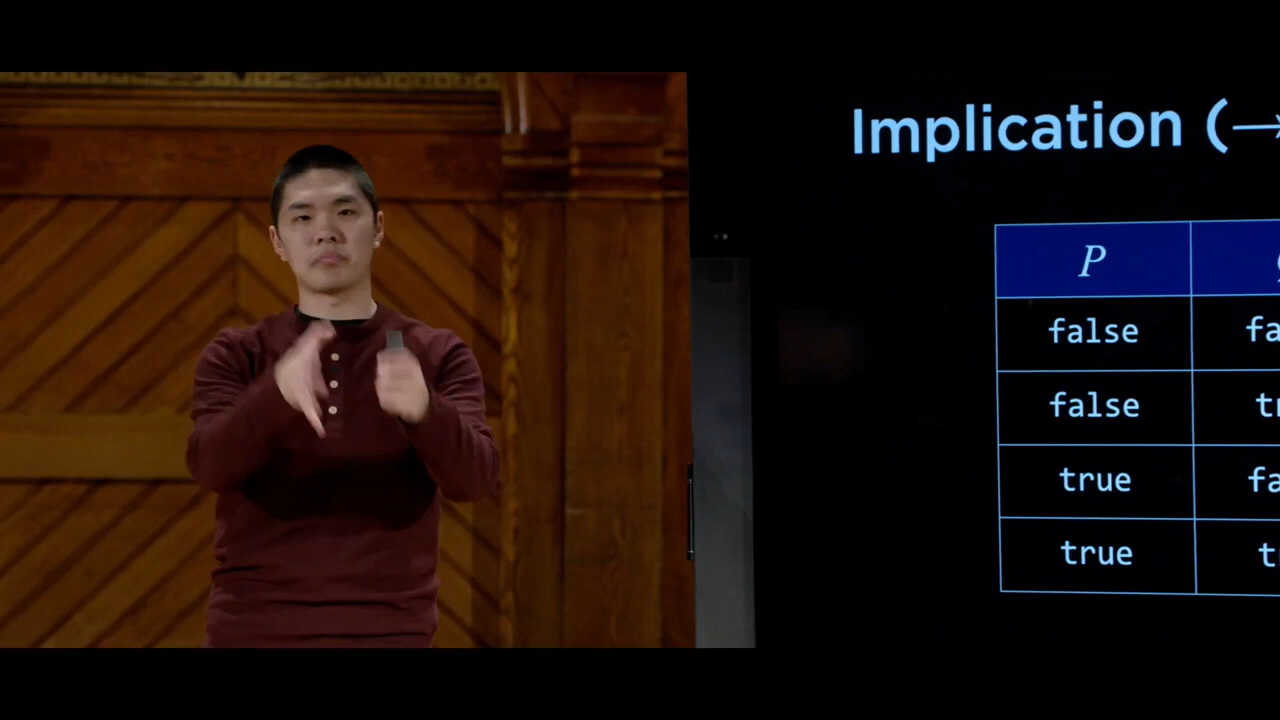 Implication (→
P
false
false
true
true